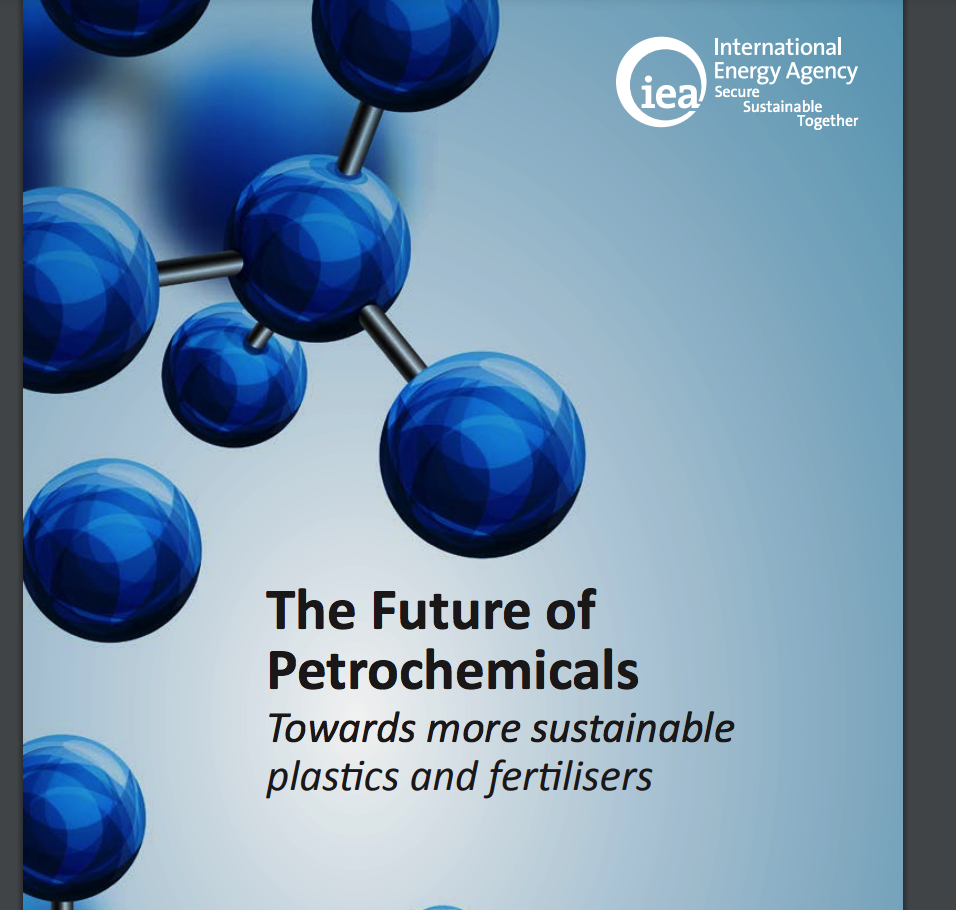 International
Energy Agency
Secure
Sustainable
Together
iea
The Future of
Petrochemicals
Towards more sustainable
plastics and fertilisers